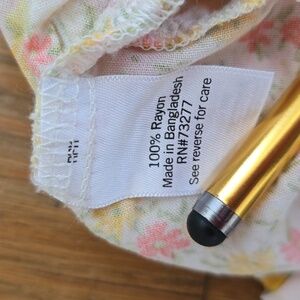 100% Rayon
Made in Bangladesh
RN#73277
See reverse for care